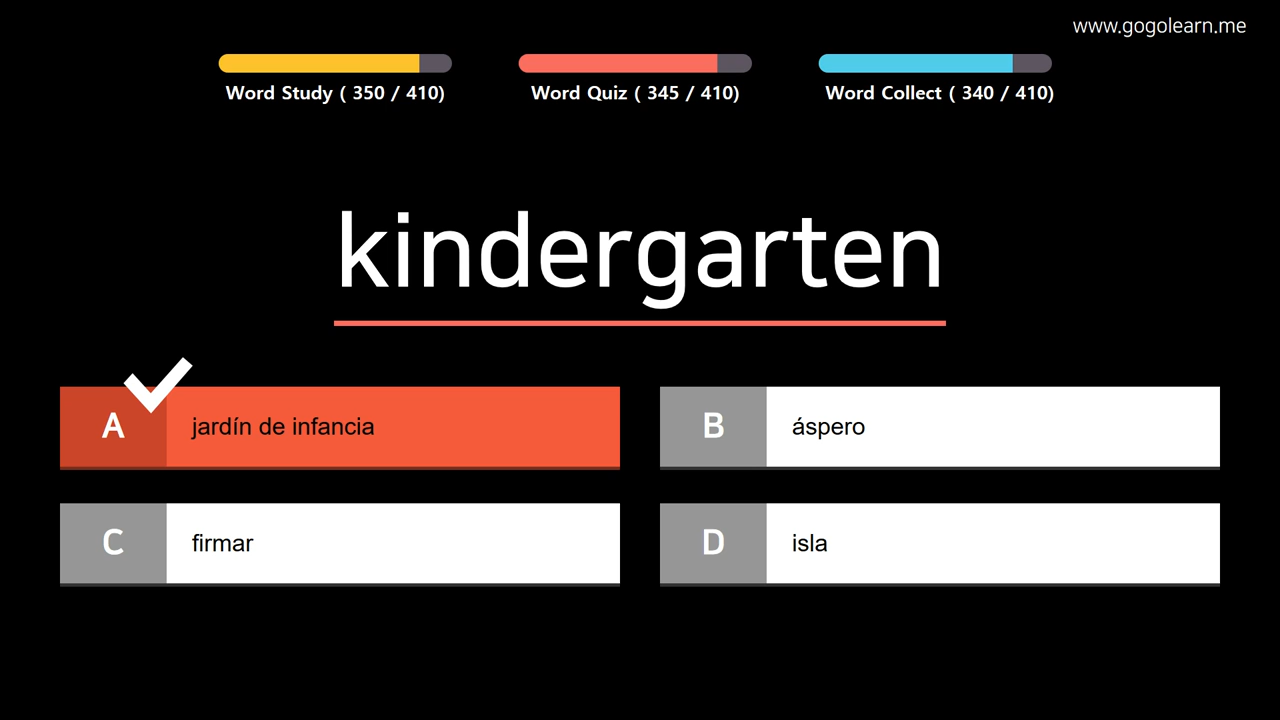 www.gogolearn.me
Word Study ( 350 / 410)
Word Quiz ( 345 / 410)
Word Collect ( 340 / 410)
kindergarten
A jardín de infancia
B áspero
C firmar
D isla